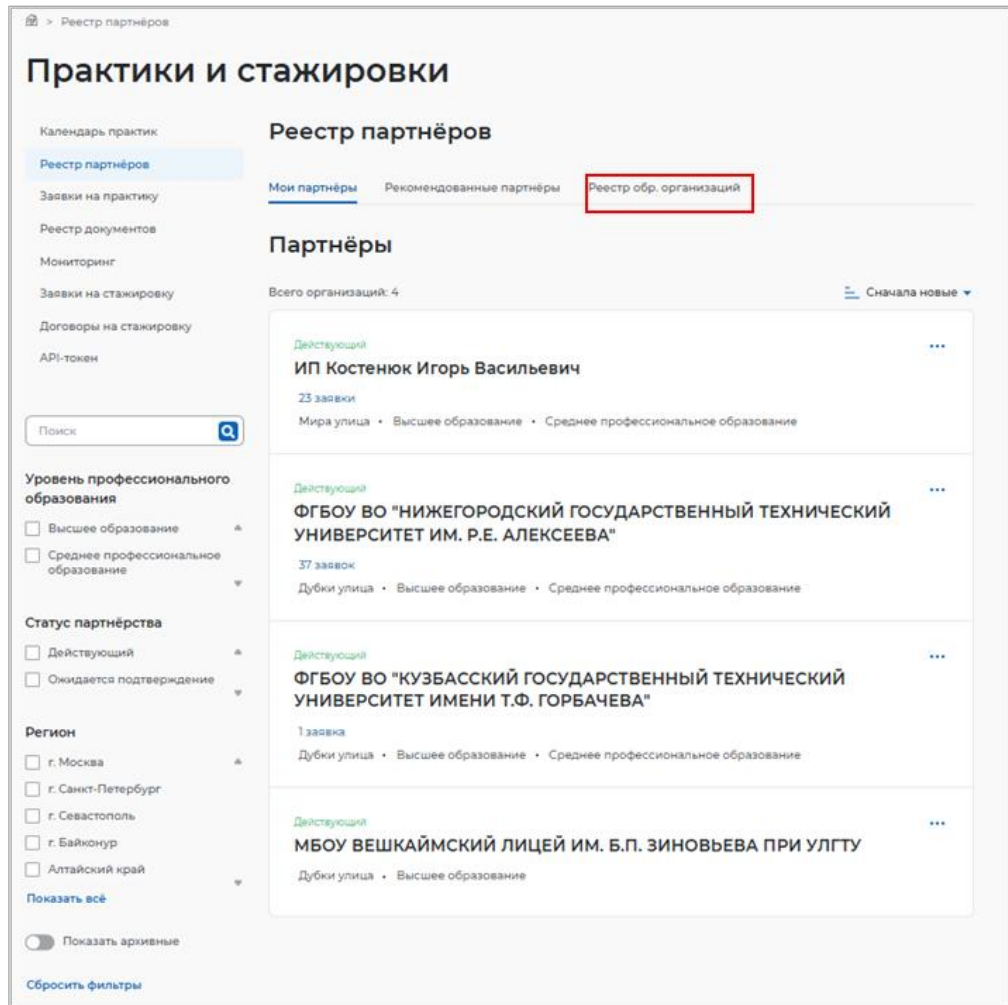 > Реестр партнёров
Практики и стажировки
Календарь практик
Реестр партнёров
Заявки на практику
Реестр документов
Мониторинг
Заявки на стажировку
Договоры на стажировку
API-токен
Поиск
Уровень профессионального
образования
Высшее образование
Среднее профессиональное
образование
Статус партнёрства
Действующий
Ожидается подтверждение
Регион
г. Москва
г. Санкт-Петербург
г. Севастополь
г. Байконур
Алтайский край
Показать всё
Показать архивные
Сбросить фильтры
Реестр партнёров
Мои партнёры Рекомендованные партнёры Реестр обр. организаций
Партнёры
Всего организаций: 4 Сначала новые
Действующий
ИП Костенюк Игорь Васильевич
23 заявки
Мира улица • Высшее образование • Среднее профессиональное образование
Действующий
ФГБОУ ВО "НИЖЕГОРОДСКИЙ ГОСУДАРСТВЕННЫЙ ТЕХНИЧЕСКИЙ
УНИВЕРСИТЕТ ИМ. Р.Е. АЛЕКСЕЕВА"
37 заявок
Дубки улица • Высшее образование • Среднее профессиональное образование
Действующий
ФГБОУ ВО "КУЗБАССКИЙ ГОСУДАРСТВЕННЫЙ ТЕХНИЧЕСКИЙ
УНИВЕРСИТЕТ ИМЕНИ Т.Ф. ГОРБАЧЕВА"
1 заявка
Дубки улица • Высшее образование • Среднее профессиональное образование
Действующий
МБОУ ВЕШКАЙМСКИЙ ЛИЦЕЙ ИМ. Б.П. ЗИНОВЬЕВА ПРИ УЛГТУ
Дубки улица • Высшее образование